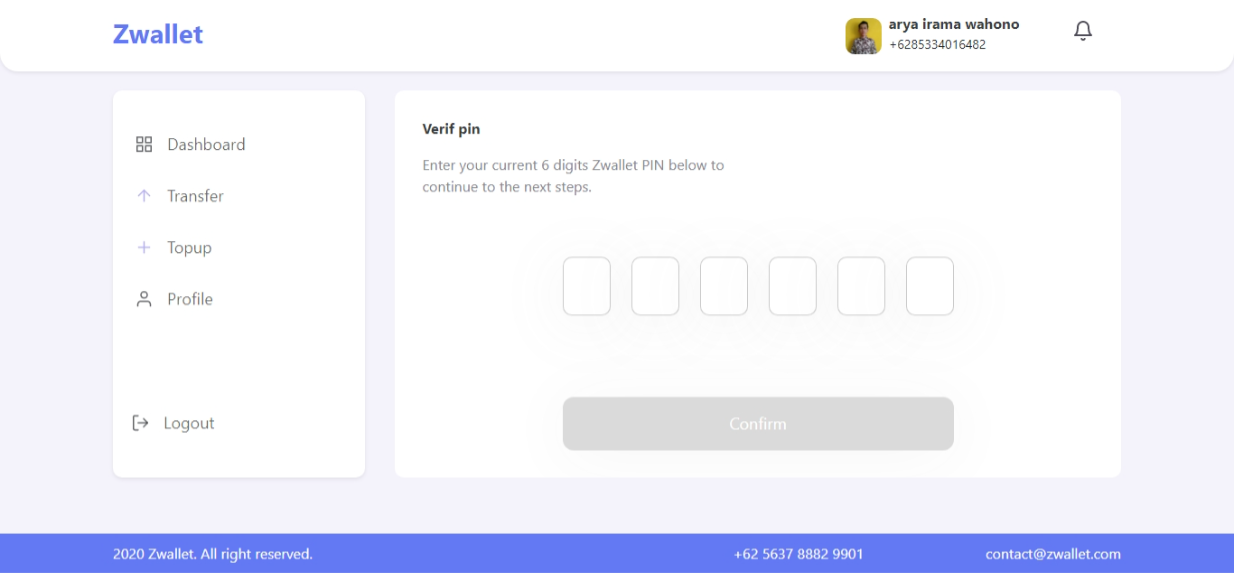 Zwallet
arya irama wahono
+6285334016482
Dashboard
Transfer
Topup
Profile
Logout
Verif pin
Enter your current 6 digits Zwallet PIN below to
continue to the next steps.
Confirm
2020 Zwallet. All right reserved.
+62 5637 8882 9901
contact@zwallet.com